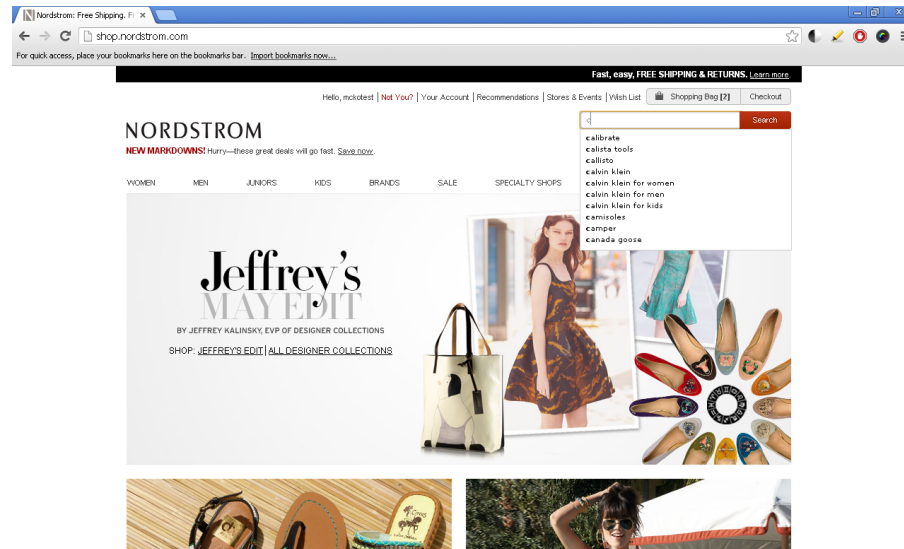 Nordstrom: Free Shipping. Fr
shop.nordstrom.com
For quick access, place your bookmarks here on the bookmarks bar. Import bookmarks now...
Fast, easy, FREE SHIPPING & RETURNS. Learn more.
Hello, mckotest | Not You? | Your Account | Recommendations | Stores & Events | Wish List Shopping Bag [2] Checkout
c Search
NORDSTROM
NEW MARKDOWNS! Hurry—these great deals will go fast. Save now.
calibrate
calista tools
callisto
calvin klein
calvin klein for women
calvin klein for men
calvin klein for kids
camisoles
camper
canada goose
WOMEN MEN JUNIORS KIDS BRANDS SALE SPECIALTY SHOPS
Jeffrey's
MAY EDIT
BY JEFFREY KALINSKY, EVP OF DESIGNER COLLECTIONS
SHOP: JEFFREY'S EDIT | ALL DESIGNER COLLECTIONS